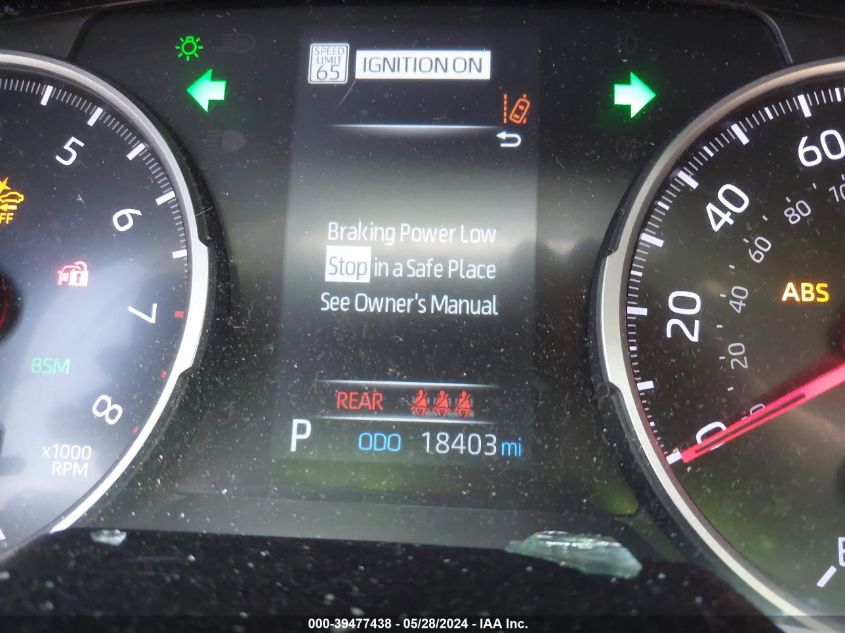 SPEED
LIMIT
65
IGNITION ON
5
6
7
8
x1000
RPM
OFF
BSM
Braking Power Low
Stop in a Safe Place
See Owner's Manual
REAR
P ODO 18403 mi
60
40
20
0
80
60
40
20
ABS
000-39477438 - 05/28/2024 - IAA Inc.